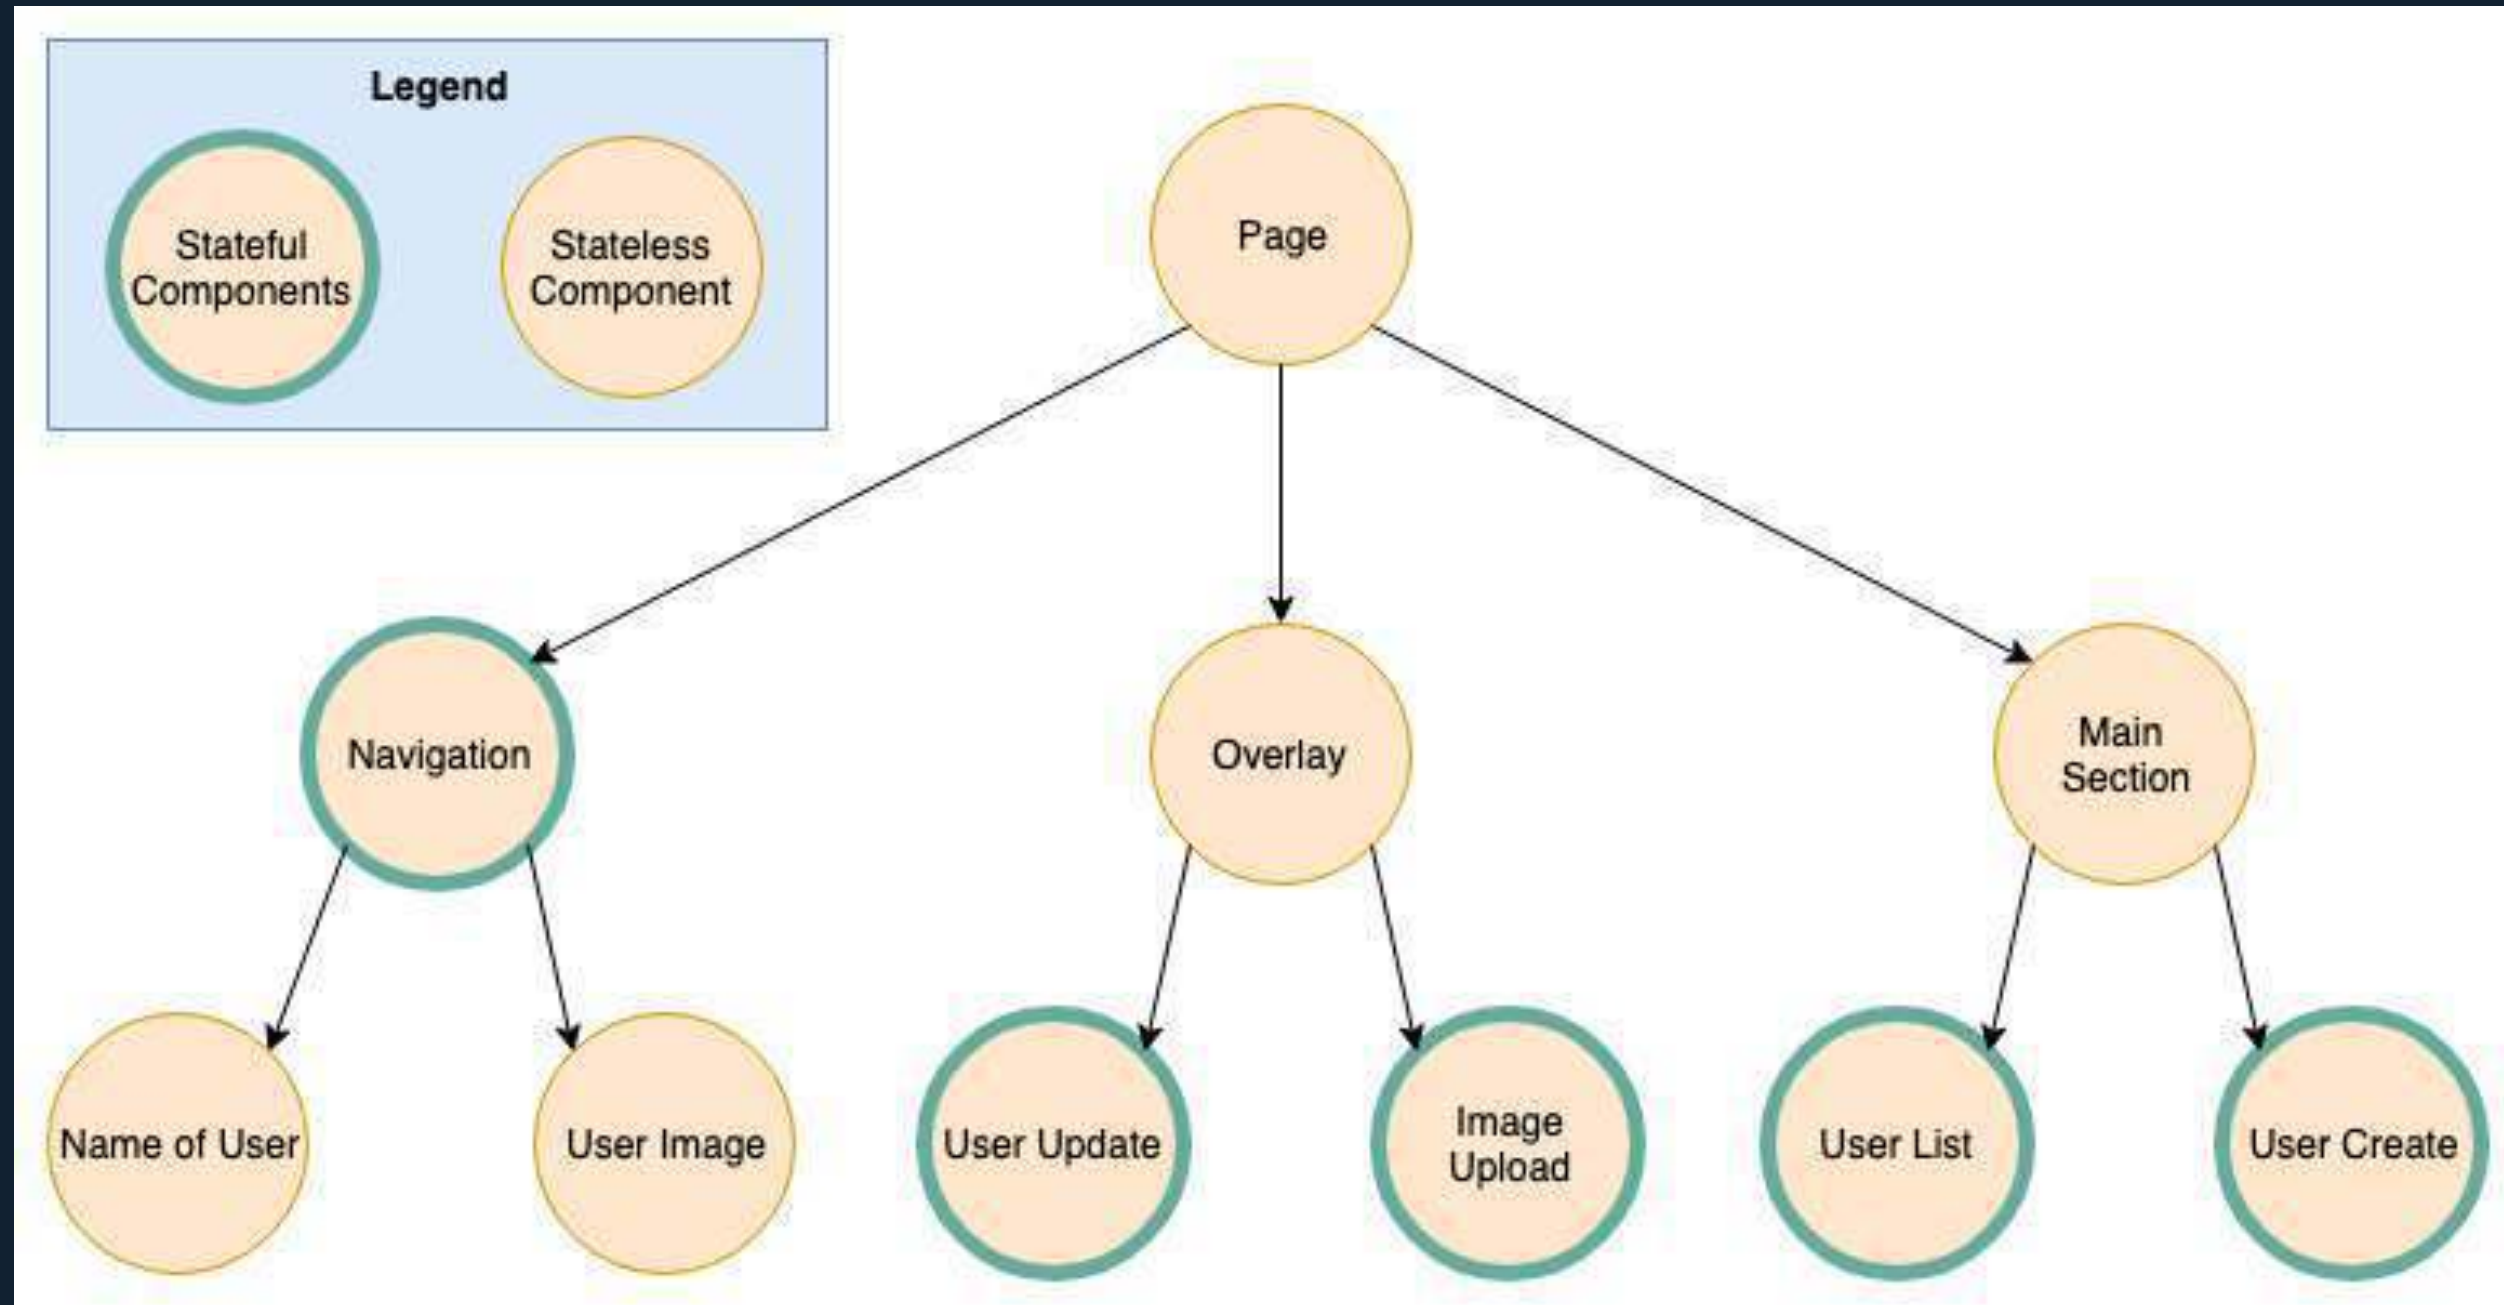 Legend
Stateful
Components
Stateless
Component
Page
Navigation
Overlay
Main
Section
Name of User
User Image
User Update
Image
Upload
User List
User Create